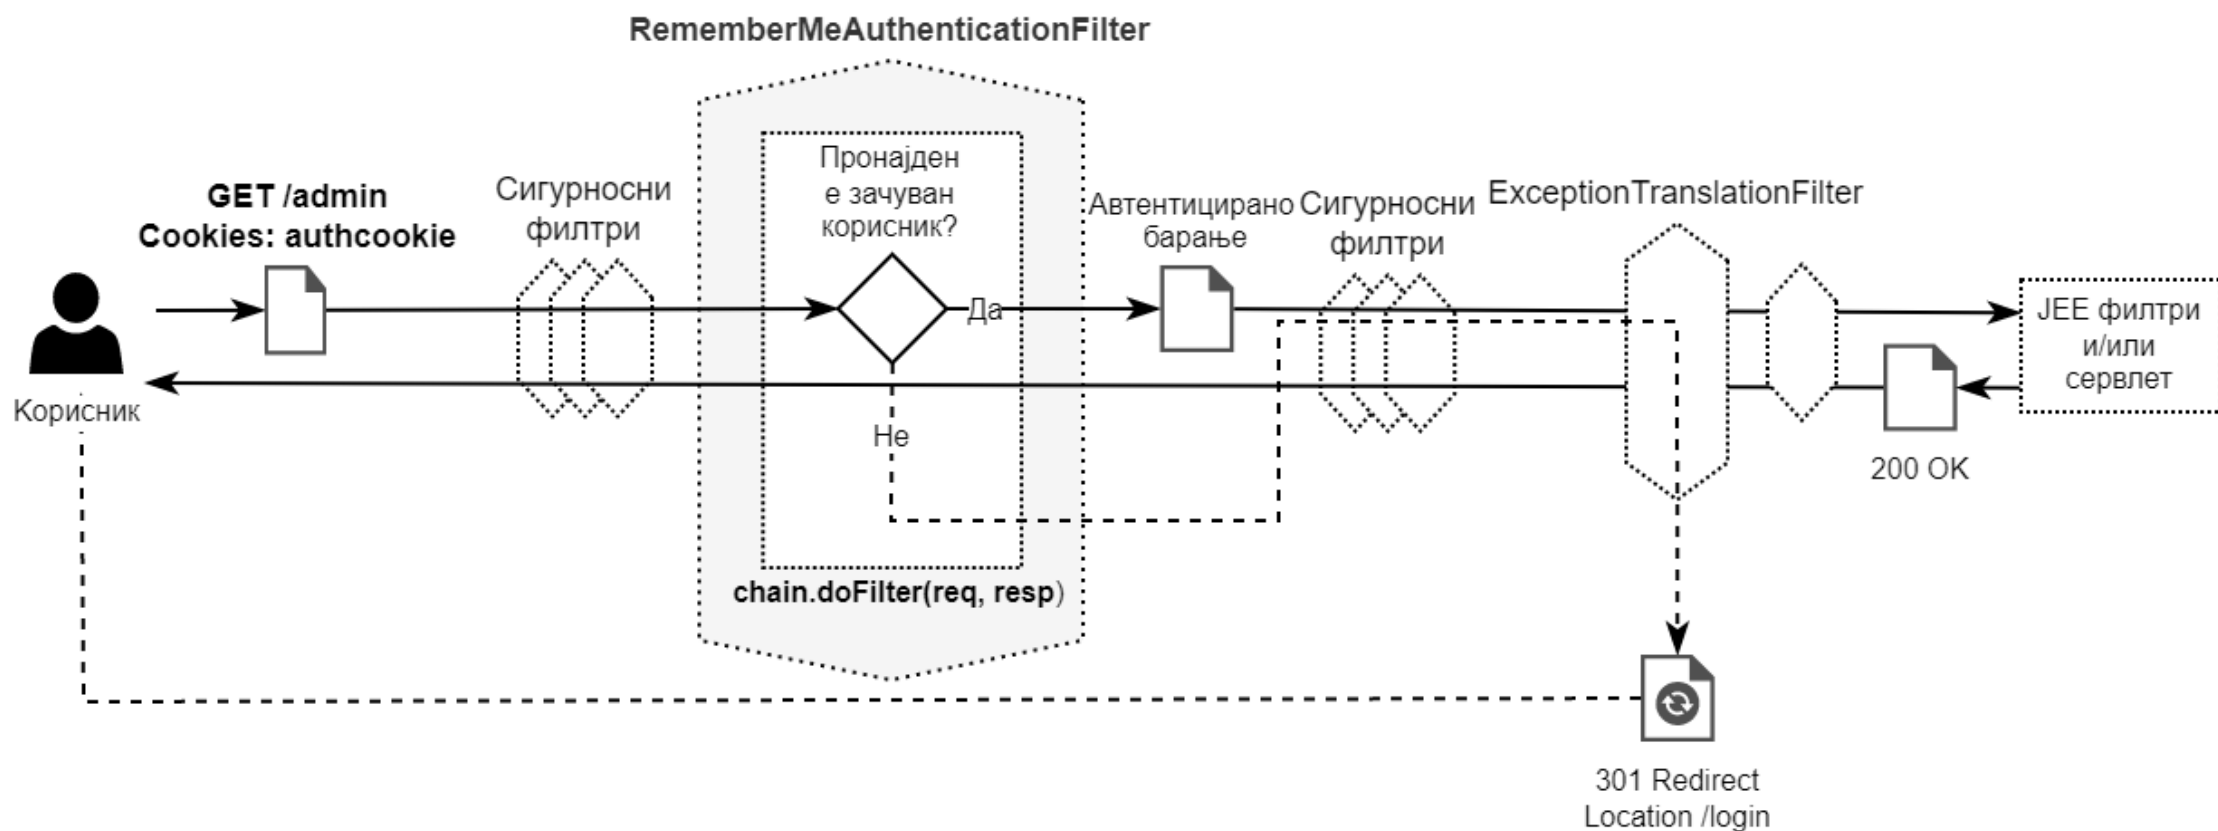 RememberMeAuthenticationFilter
GET /admin
Cookies: authcookie
Корисник
Сигурносни
филтри
Пронајден
е зачуван
корисник?
Да
Не
chain.doFilter(req, resp)
Автентицирано
барање
Сигурносни
филтри
ExceptionTranslationFilter
JEE филтри
и/или
сервлет
200 OK
301 Redirect
Location /login